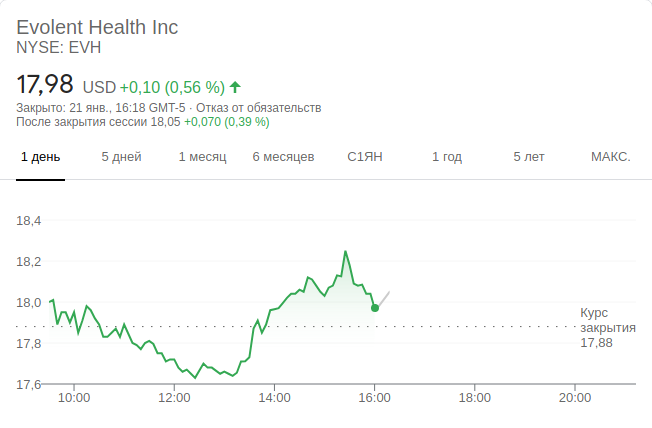 Evolent Health Inc
NYSE: EVH
17,98 USD +0,10 (0,56 %)
Закрыто: 21 янв., 16:18 GMT-5 · Отказ от обязательств
После закрытия сессии 18,05 +0,070 (0,39 %)
1 день 5 дней 1 месяц 6 месяцев С1ЯН 1 год 5 лет МАКС.
18,4
18,2
18,0
Курс
закрытия
17,88
17,8
17,6
10:00 12:00 14:00 16:00 18:00 20:00